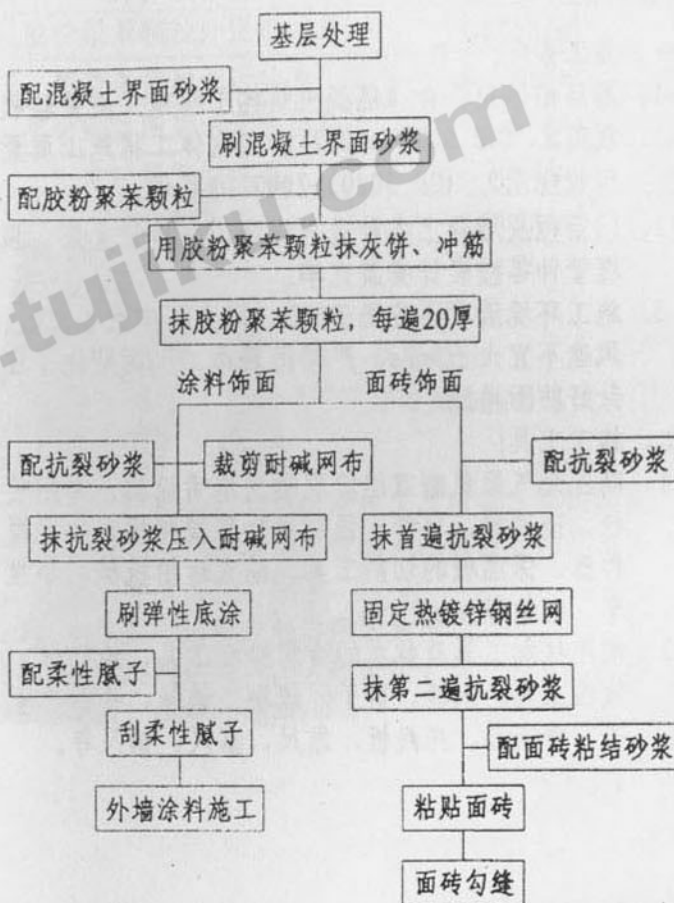 基层处理
配混凝土界面砂浆
刷混凝土界面砂浆
配胶粉聚苯颗粒
用胶粉聚苯颗粒抹灰饼、冲筋
抹胶粉聚苯颗粒，每遍20厚
涂料饰面 面砖饰面
配抗裂砂浆 裁剪耐碱网布 配抗裂砂浆
抹抗裂砂浆压入耐碱网布 抹首遍抗裂砂浆
刷弹性底涂 固定热镀锌钢丝网
配柔性腻子 抹第二遍抗裂砂浆
刮柔性腻子 配面砖粘结砂浆
外墙涂料施工 粘贴面砖
面砖勾缝
.tujiku.com